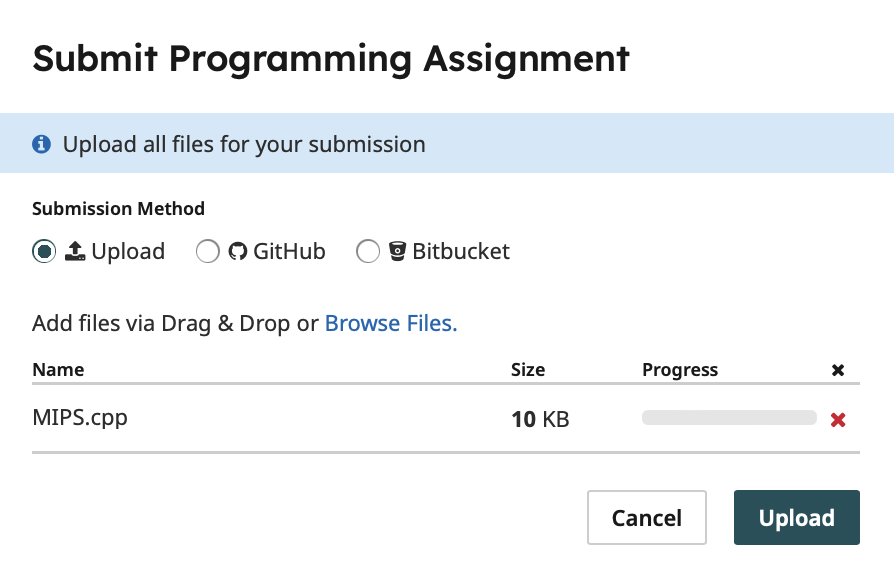 Submit Programming Assignment
Upload all files for your submission
Submission Method
Upload GitHub Bitbucket
Add files via Drag & Drop or Browse Files.
Name Size Progress
MIPS.cpp 10 KB
Cancel Upload